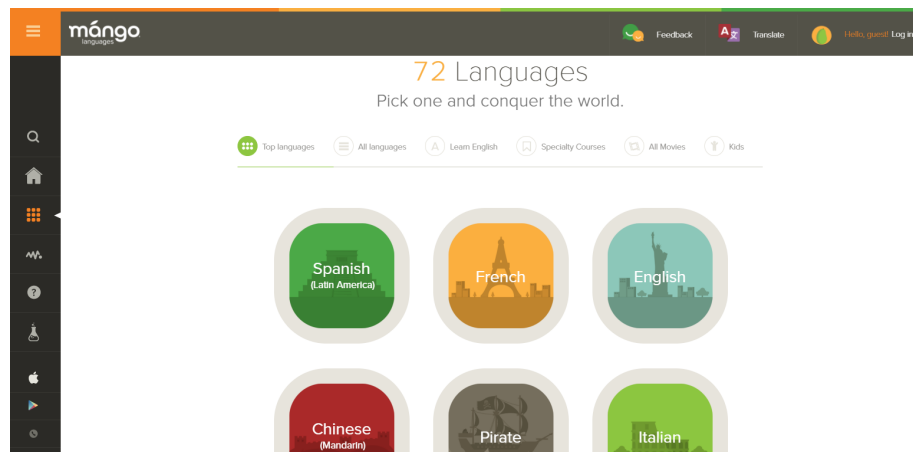 mángo
languages
Feedback
Translate
Hello, guest! Log in
72 Languages
Pick one and conquer the world.
Top languages
All languages
Learn English
Specialty Courses
All Movies
Kids
Spanish
(Latin America)
French
English
Chinese
(Mandarin)
Pirate
Italian